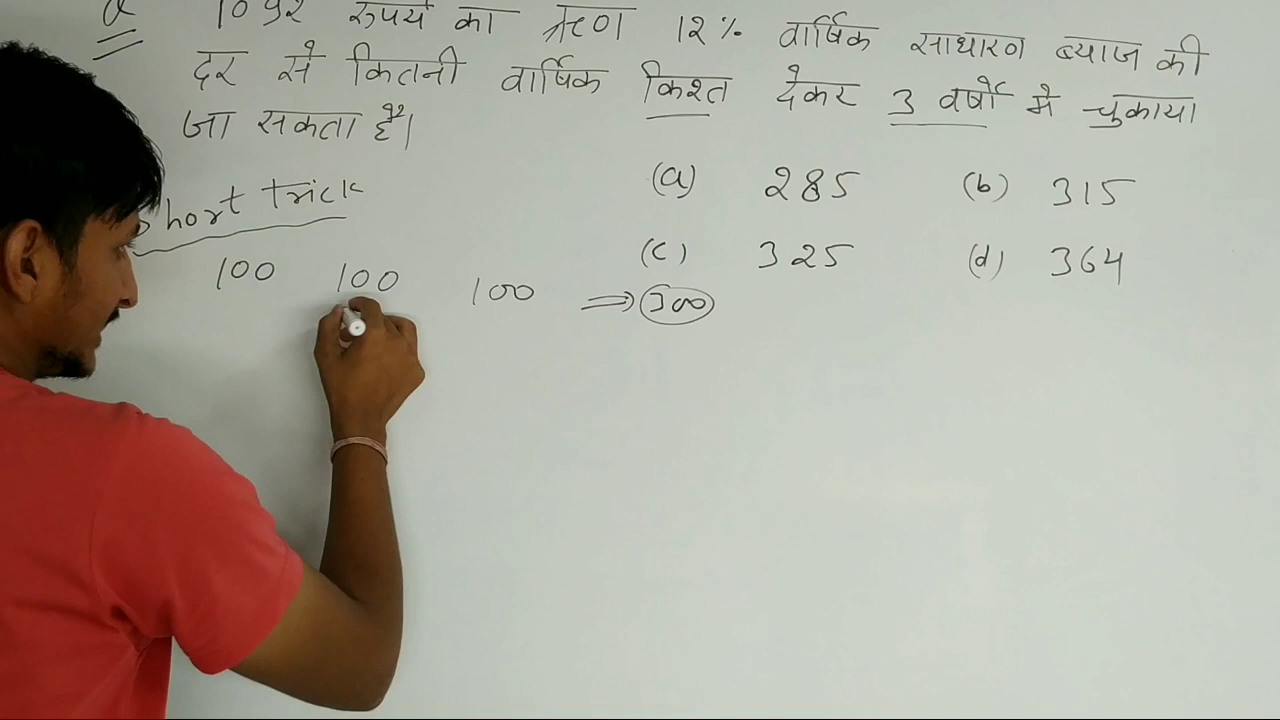 Q 1092 रुपये का ऋण 12% वार्षिक साधारण ब्याज की
दर से कितनी वार्षिक किश्त देकर 3 वर्षों में चुकाया
जा सकता है।
(a) 285 (b) 315
Short trick
(c) 325 (d) 364
100 100 100 ⇒ 300